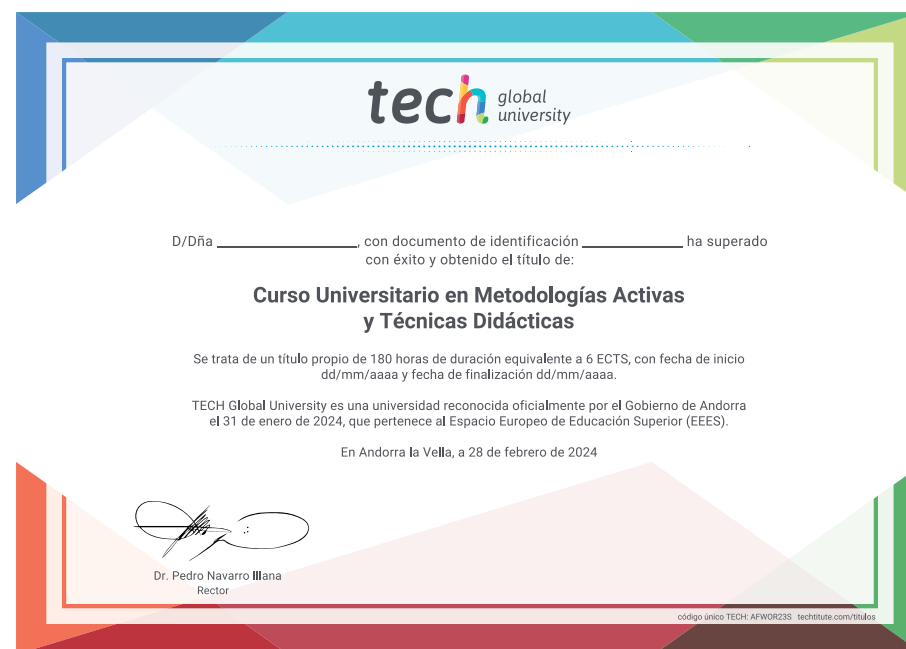 tech global university
D/Dña ________________, con documento de identificación ____________ ha superado
con éxito y obtenido el título de:
Curso Universitario en Metodologías Activas
y Técnicas Didácticas
Se trata de un título propio de 180 horas de duración equivalente a 6 ECTS, con fecha de inicio
dd/mm/aaaa y fecha de finalización dd/mm/aaaa.
TECH Global University es una universidad reconocida oficialmente por el Gobierno de Andorra
el 31 de enero de 2024, que pertenece al Espacio Europeo de Educación Superior (EEES).
En Andorra la Vella, a 28 de febrero de 2024
Dr. Pedro Navarro Illana
Rector
código único TECH: AFWOR23S techtitute.com/titulos